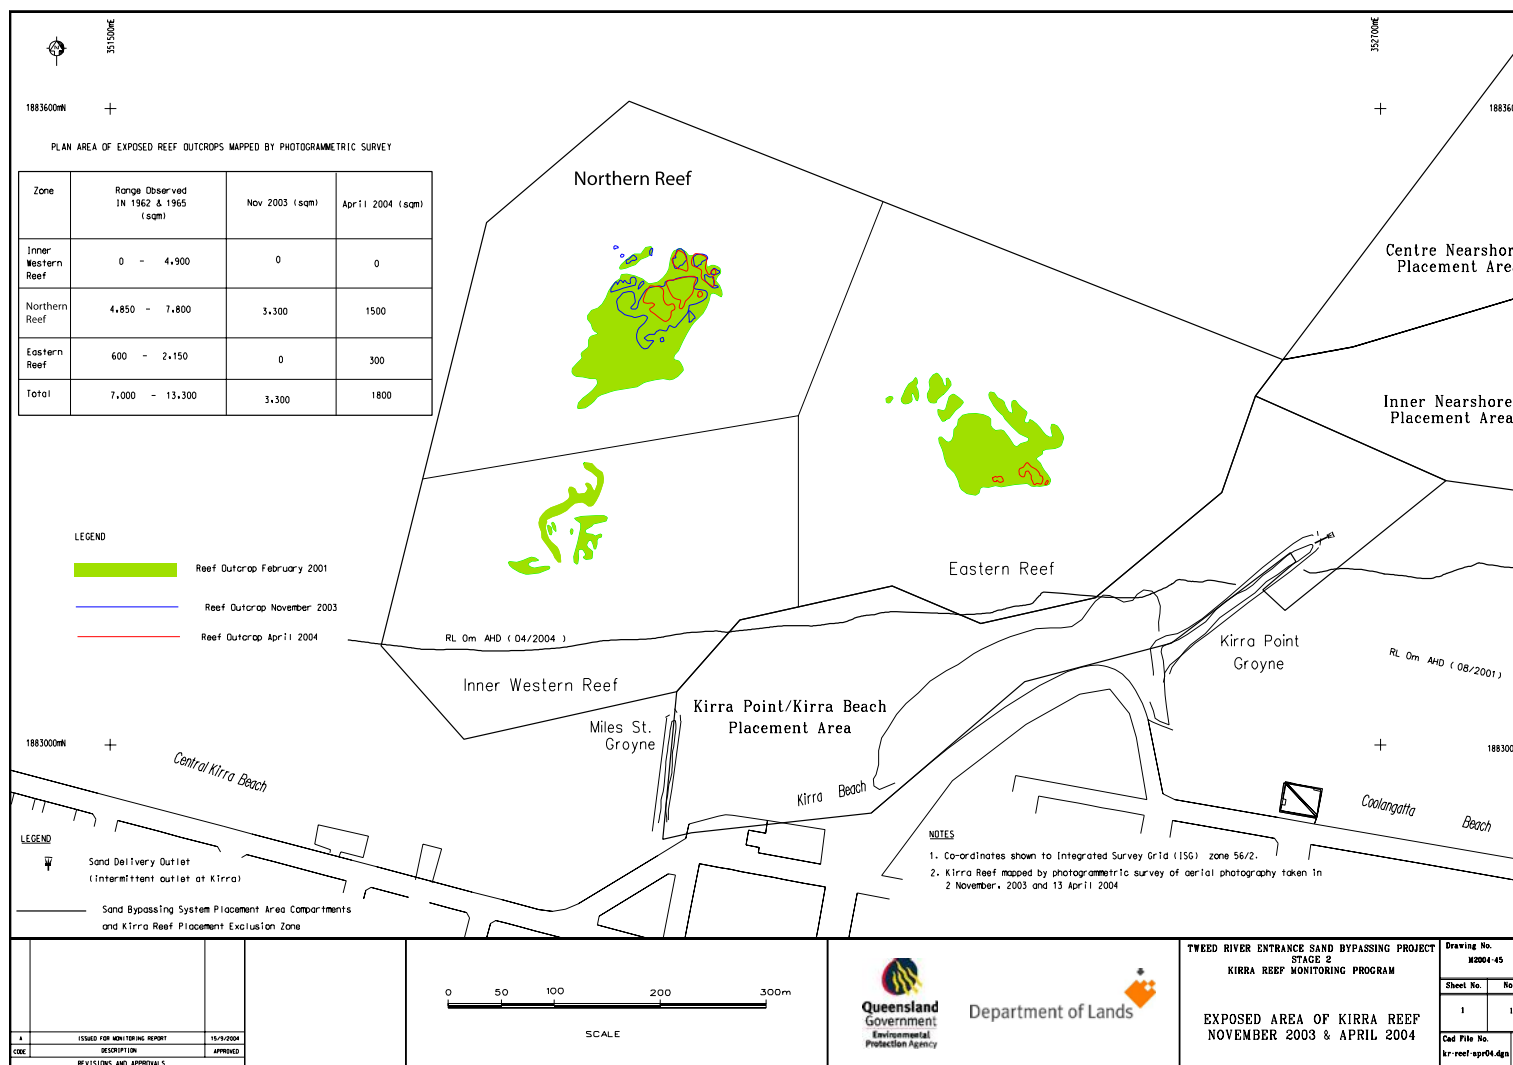 351500mE
352700mE
1883600mN
18836
PLAN AREA OF EXPOSED REEF OUTCROPS MAPPED BY PHOTOGRAMMETRIC SURVEY
Zone
Range Observed
IN 1962 & 1965
(sqm)
Nov 2003 (sqm)
April 2004 (sqm)
Inner
Western
Reef
0 - 4,900
0
0
Northern
Reef
4,850 - 7,800
3,300
1500
Eastern
Reef
600 - 2,150
0
300
Total
7,000 - 13,300
3,300
1800
Northern Reef
Centre Nearshor
Placement Are
Inner Nearshore
Placement Area
LEGEND
Reef Outcrop February 2001
Reef Outcrop November 2003
Reef Outcrop April 2004
RL 0m AHD ( 04/2004 )
Eastern Reef
Inner Western Reef
Kirra Point
Groyne
RL 0m AHD ( 08/2001)
Kirra Point/Kirra Beach
Placement Area
Miles St.
Groyne
1883000mN
188300
Central Kirra Beach
Kirra Beach
Coolangatta Beach
LEGEND
Sand Delivery Outlet
(intermittent outlet at Kirra)
Sand Bypassing System Placement Area Compartments
and Kirra Reef Placement Exclusion Zone
NOTES
1. Co-ordinates shown to Integrated Survey Grid (ISG) zone 56/2.
2. Kirra Reef mapped by photogrammetric survey of aerial photography taken in
2 November, 2003 and 13 April 2004
A ISSUED FOR MONITORING REPORT 15/9/2004
CODE DESCRIPTION APPROVED
REVISIONS AND APPROVALS
0 50 100 200 300m
SCALE
Queensland
Government
Environmental
Protection Agency
Department of Lands
TWEED RIVER ENTRANCE SAND BYPASSING PROJECT
STAGE 2
KIRRA REEF MONITORING PROGRAM
EXPOSED AREA OF KIRRA REEF
NOVEMBER 2003 & APRIL 2004
Drawing No.
M2004-45
Sheet No.
No
1
1
Cad File No.
kr-reef-apr04.dgn